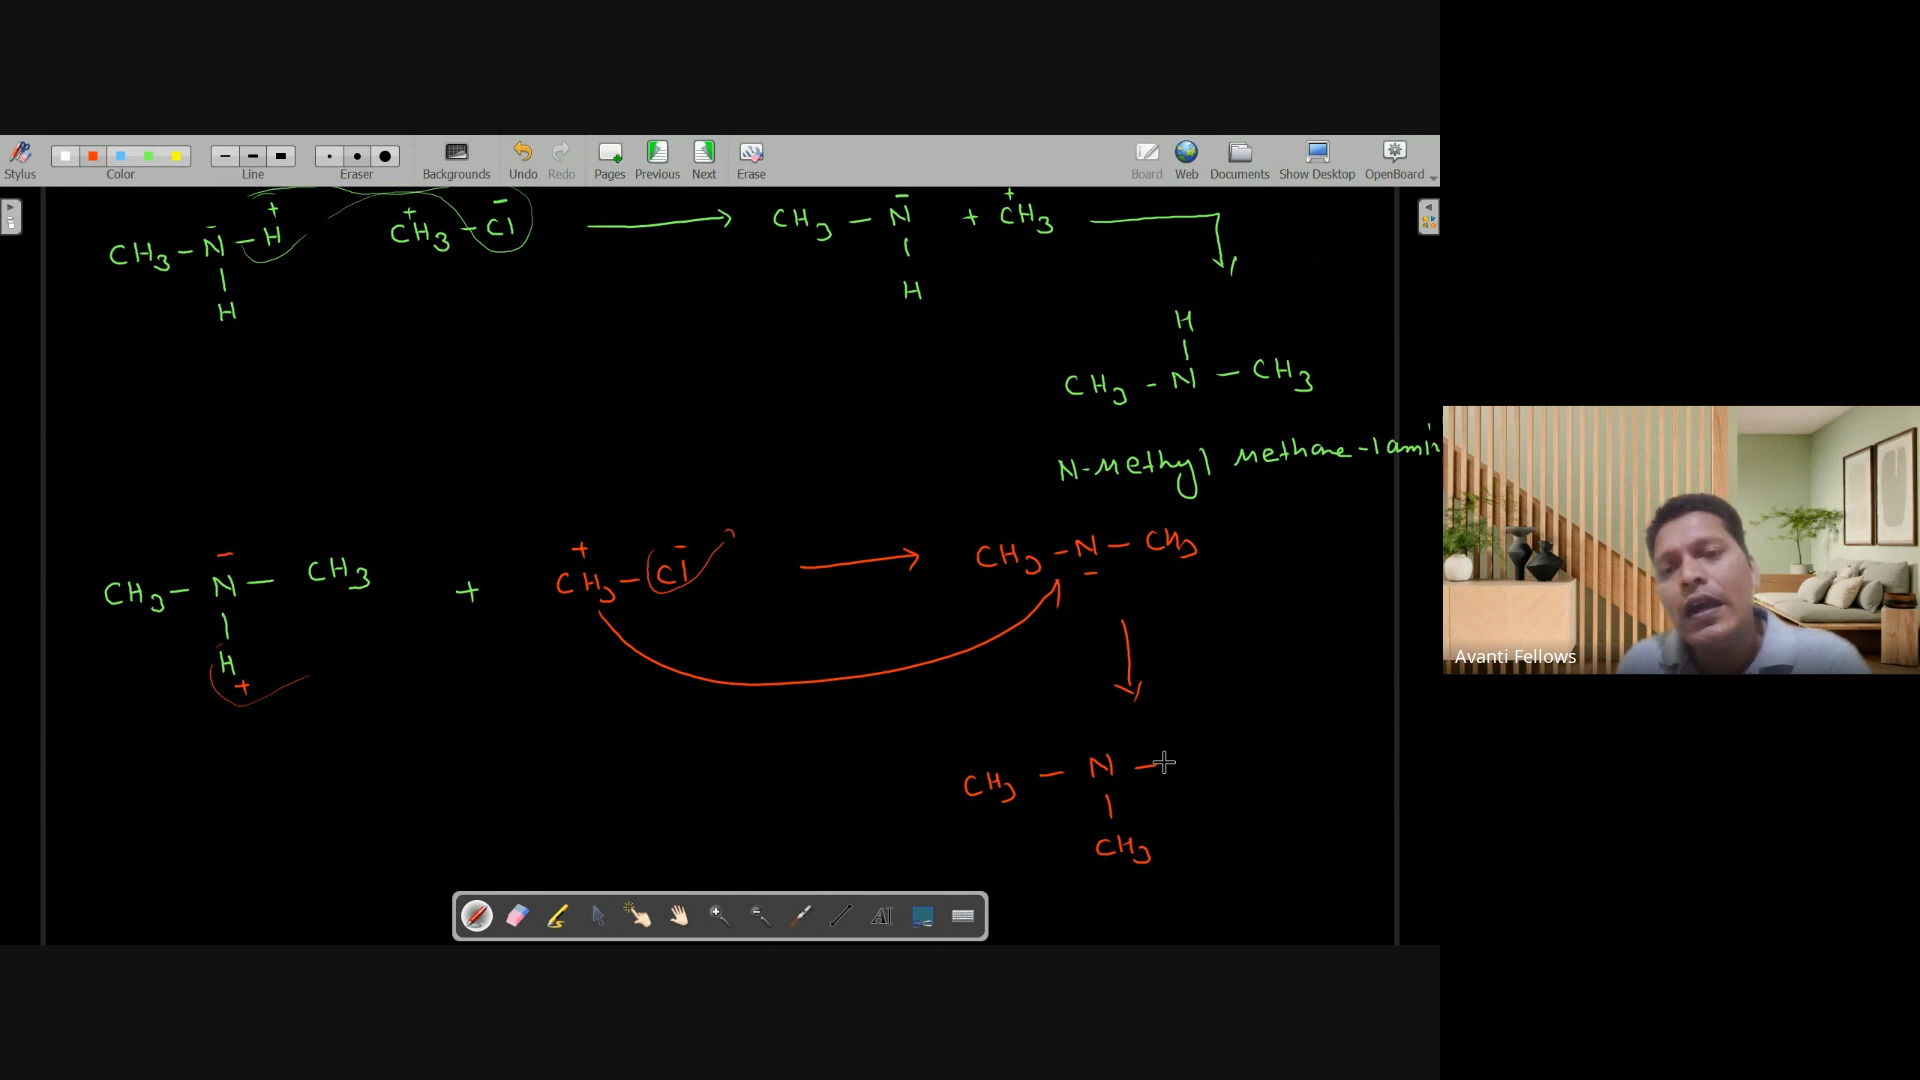 Stylus Color Line Eraser Backgrounds Undo Redo Pages Previous Next Erase Board Web Documents Show Desktop OpenBoard
+ - + - - +
CH3 - N - H CH3 - Cl → CH3 - N + CH3
H H
H
CH3 - N - CH3
N-Methyl methane-1amin
- + -
CH3 - N - CH3 + CH3 - Cl → CH3 - N - CH3
-
H
+
Avanti Fellows
CH3 - N -
CH3
AI